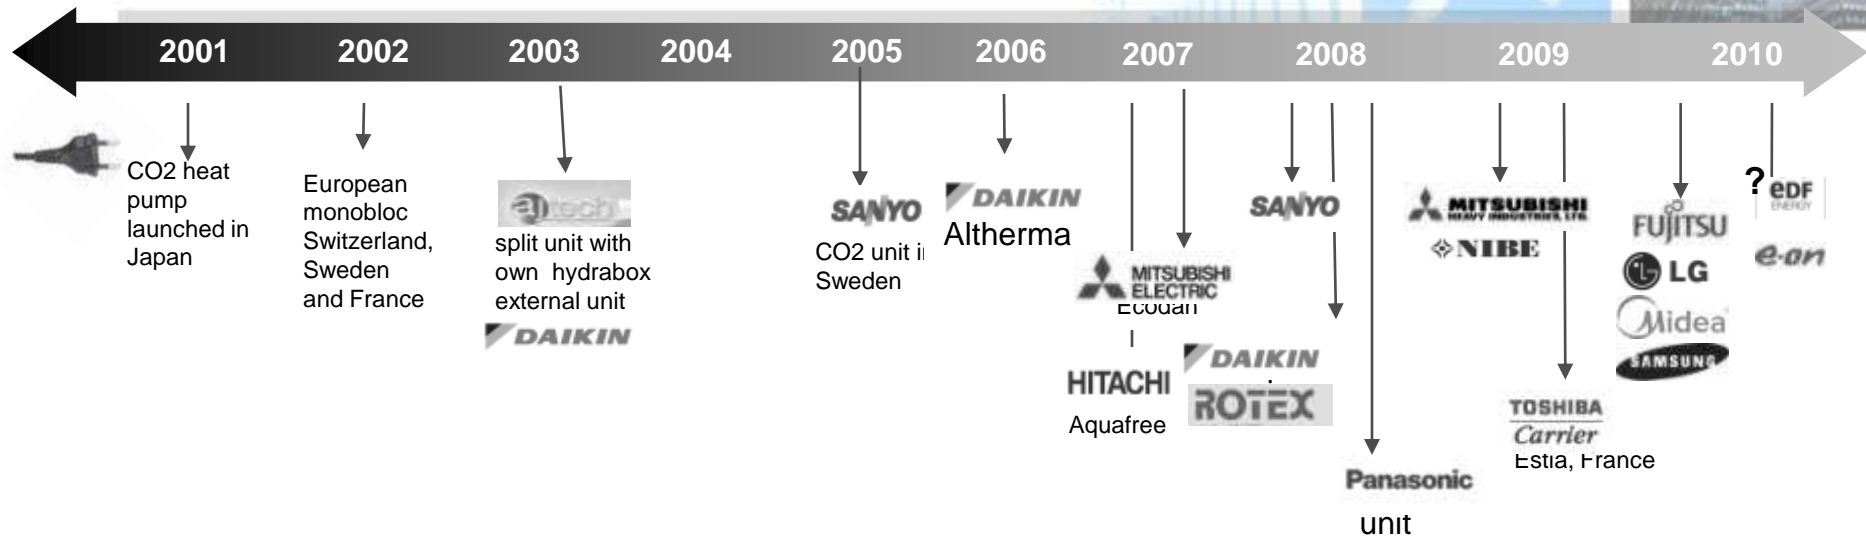 2001 2002 2003 2004 2005 2006 2007 2008 2009 2010
CO2 heat
pump
launched in
Japan
European
monobloc
Switzerland,
Sweden
and France
ajtech
split unit with
own hydrabox
external unit
DAIKIN
SANYO
CO2 unit in
Sweden
DAIKIN
Altherma
MITSUBISHI
ELECTRIC
Ecodan
HITACHI
Aquafree
SANYO
DAIKIN
ROTEX
Panasonic
unit
MITSUBISHI
HEAVY INDUSTRIES, LTD.
NIBE
TOSHIBA
Carrier
Estia, France
FUJITSU
LG
Midea
SAMSUNG
?
eDF
ENERGY
e·on